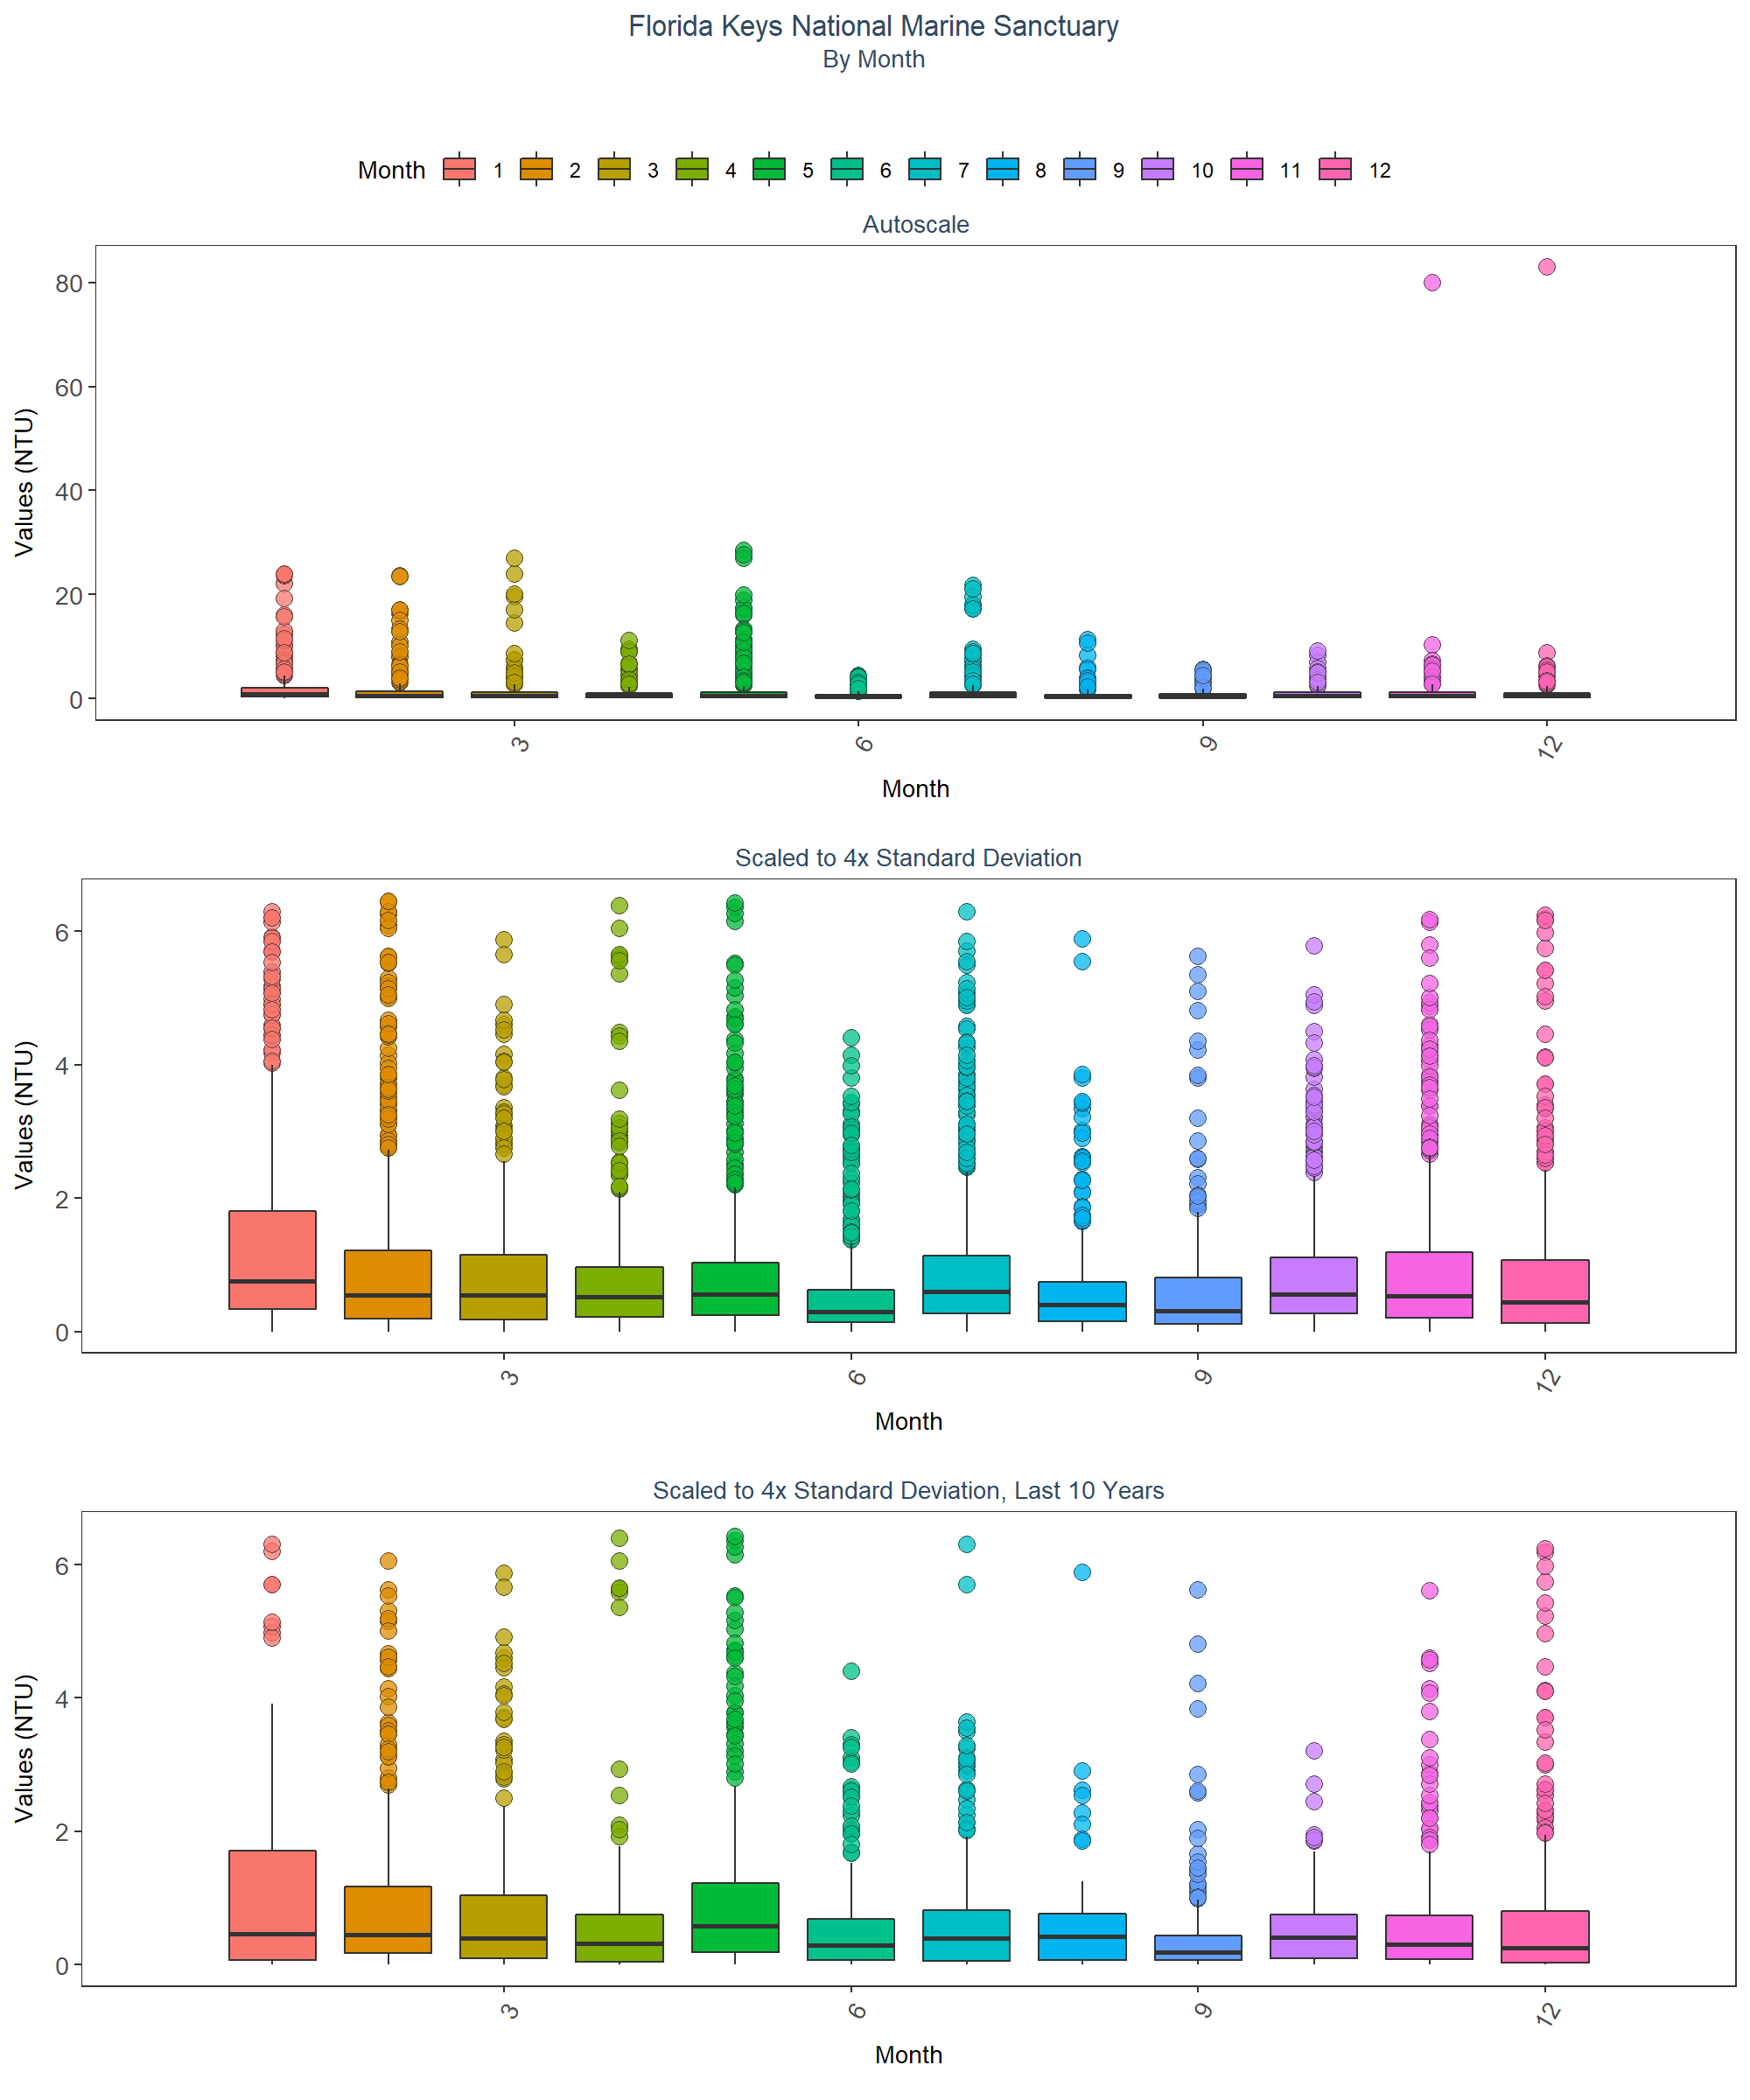 Florida Keys National Marine Sanctuary
By Month
Month 1 2 3 4 5 6 7 8 9 10 11 12
Autoscale
Values (NTU)
80
60
40
20
0
3 6 9 12
Month
Scaled to 4x Standard Deviation
Values (NTU)
6
4
2
0
3 6 9 12
Month
Scaled to 4x Standard Deviation, Last 10 Years
Values (NTU)
6
4
2
0
3 6 9 12
Month